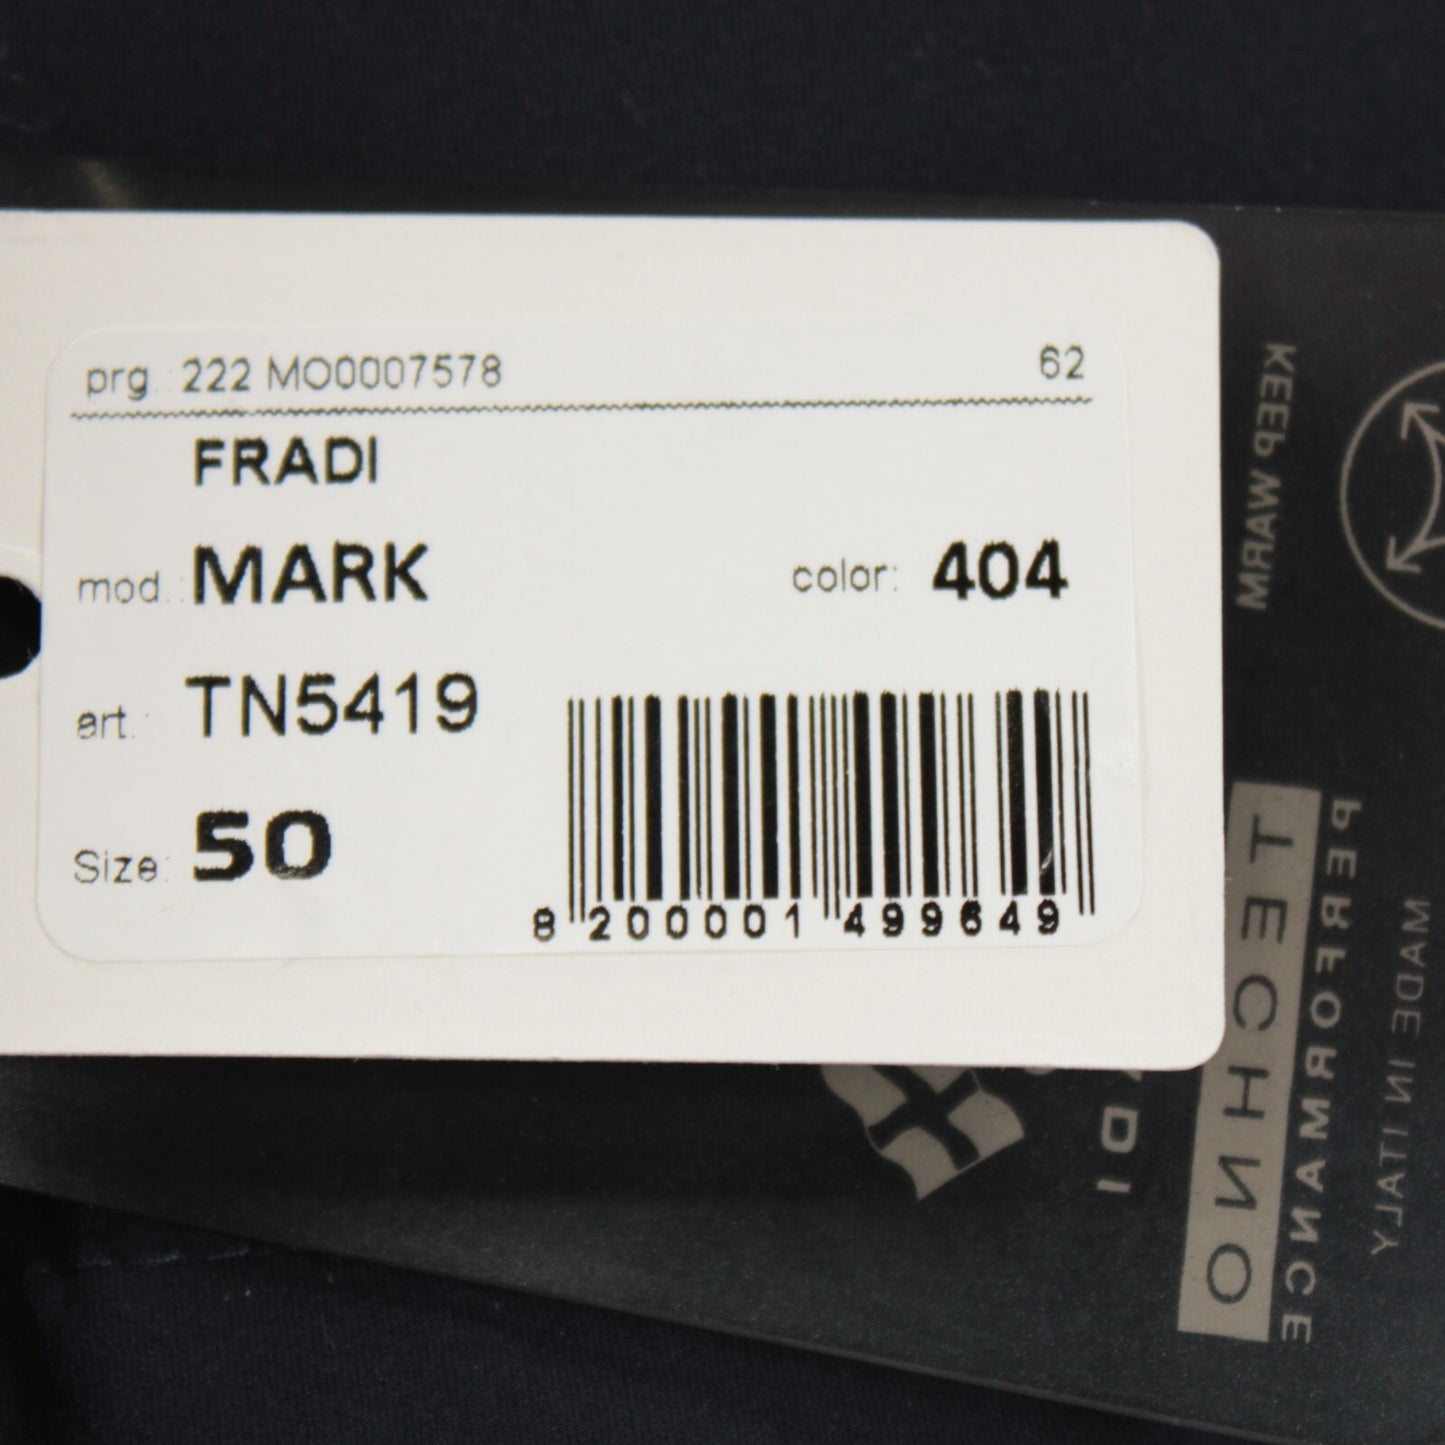 prg. : 222 MO0007578 62
FRADI
mod. : MARK color: 404
art. : TN5419
Size: 50
8 200001 499649
KEEP WARM
TECHNO
PERFORMANCE
MADE IN ITALY